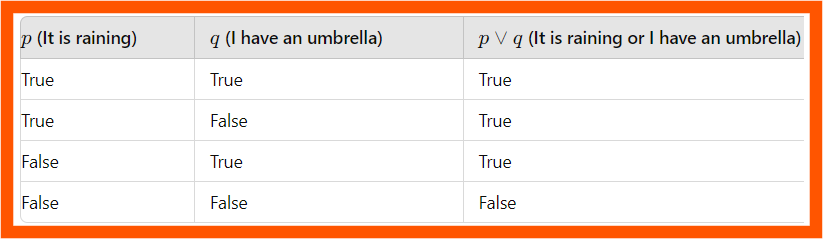 p (It is raining) q (I have an umbrella) p ∨ q (It is raining or I have an umbrella)
True True True
True False True
False True True
False False False